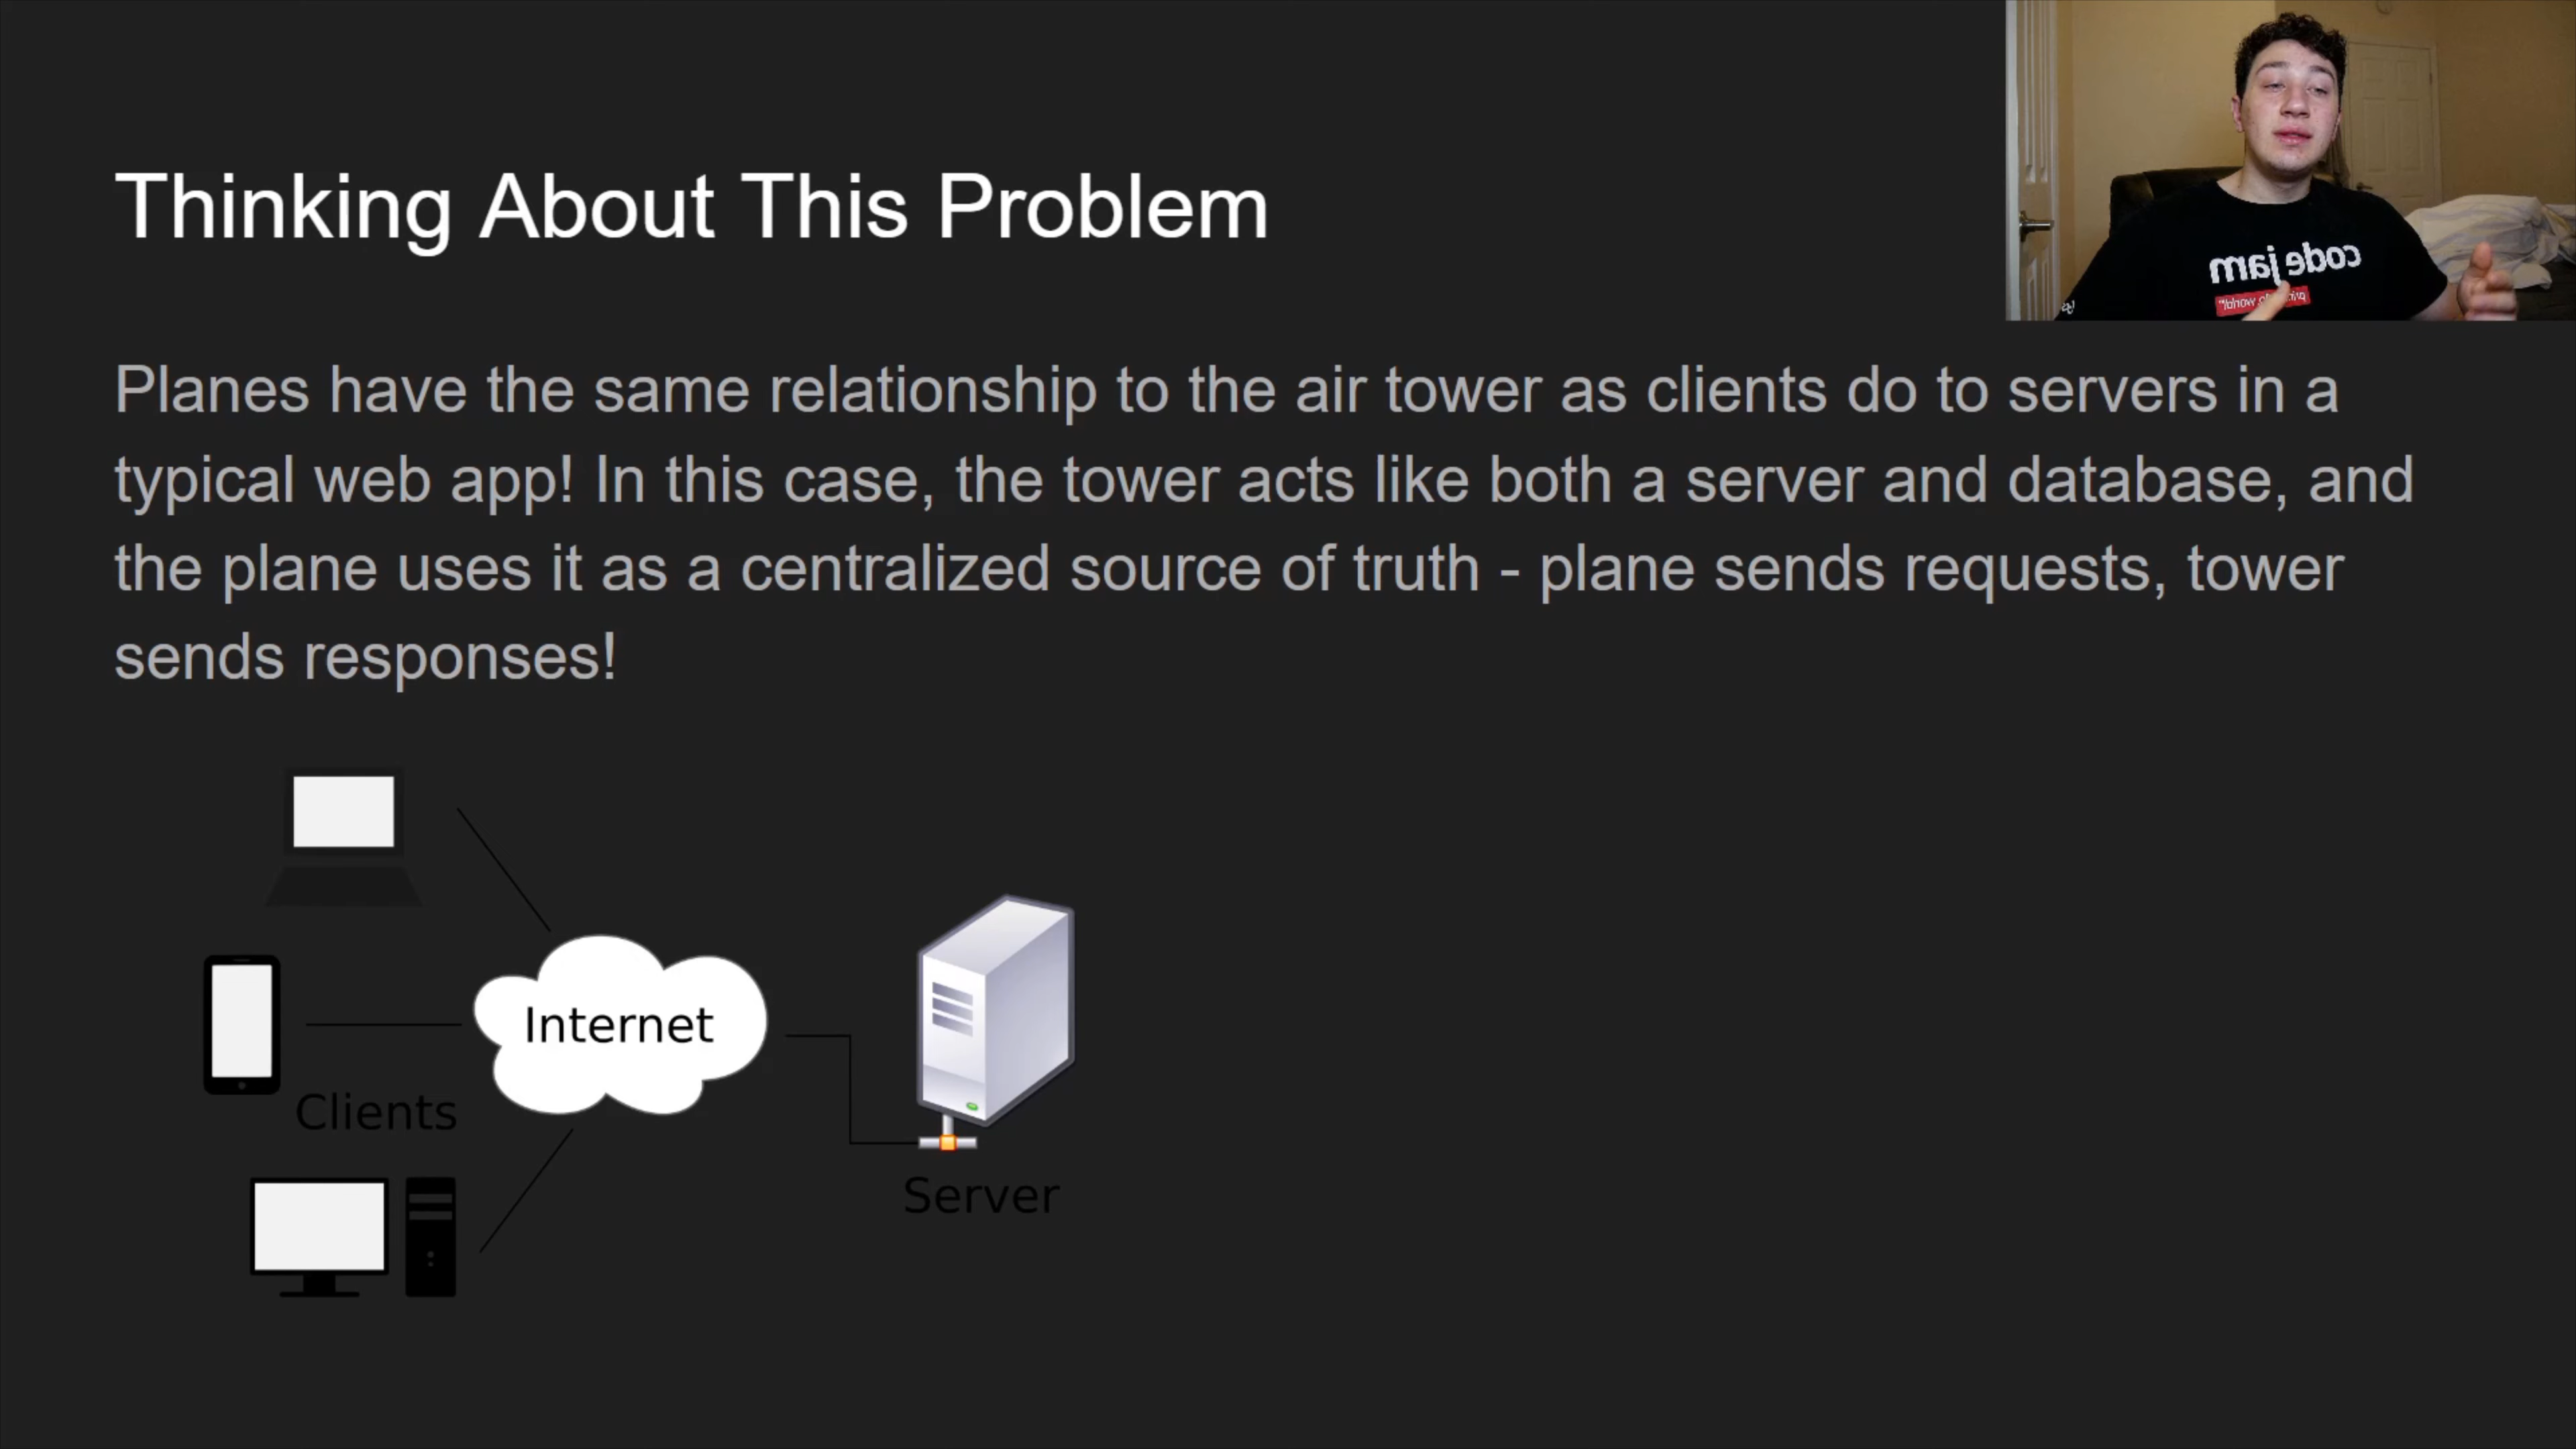 Thinking About This Problem
code jam
Planes have the same relationship to the air tower as clients do to servers in a
typical web app! In this case, the tower acts like both a server and database, and
the plane uses it as a centralized source of truth - plane sends requests, tower
sends responses!
Internet
Clients
Server